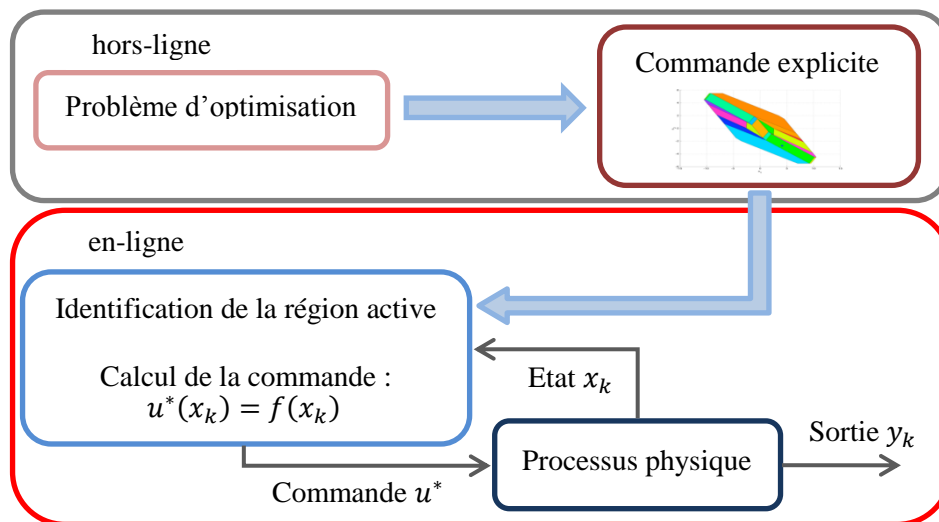 hors-ligne
Problème d'optimisation
Commande explicite
en-ligne
Identification de la région active
Calcul de la commande :
𝑢*(𝑥ₖ) = 𝑓(𝑥ₖ)
Etat 𝑥ₖ
Processus physique
Sortie 𝑦ₖ
Commande 𝑢*